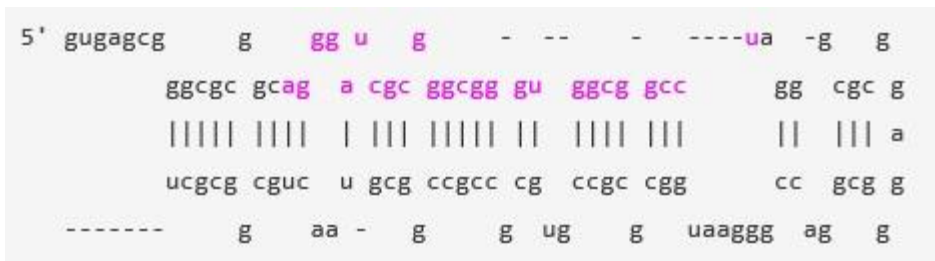 5' gugagcg       g    gg u   g     -  --    -   ----ua  -g   g
          ggcgc gcag  a cgc ggcgg gu  ggcg gcc      gg  cgc g
          ||||| ||||  | ||| ||||| ||  |||| |||      ||  ||| a
          ucgcg cguc  u gcg ccgcc cg  ccgc cgg      cc  gcg g
   -------       g    aa -   g     g  ug    g   uaaggg  ag   g